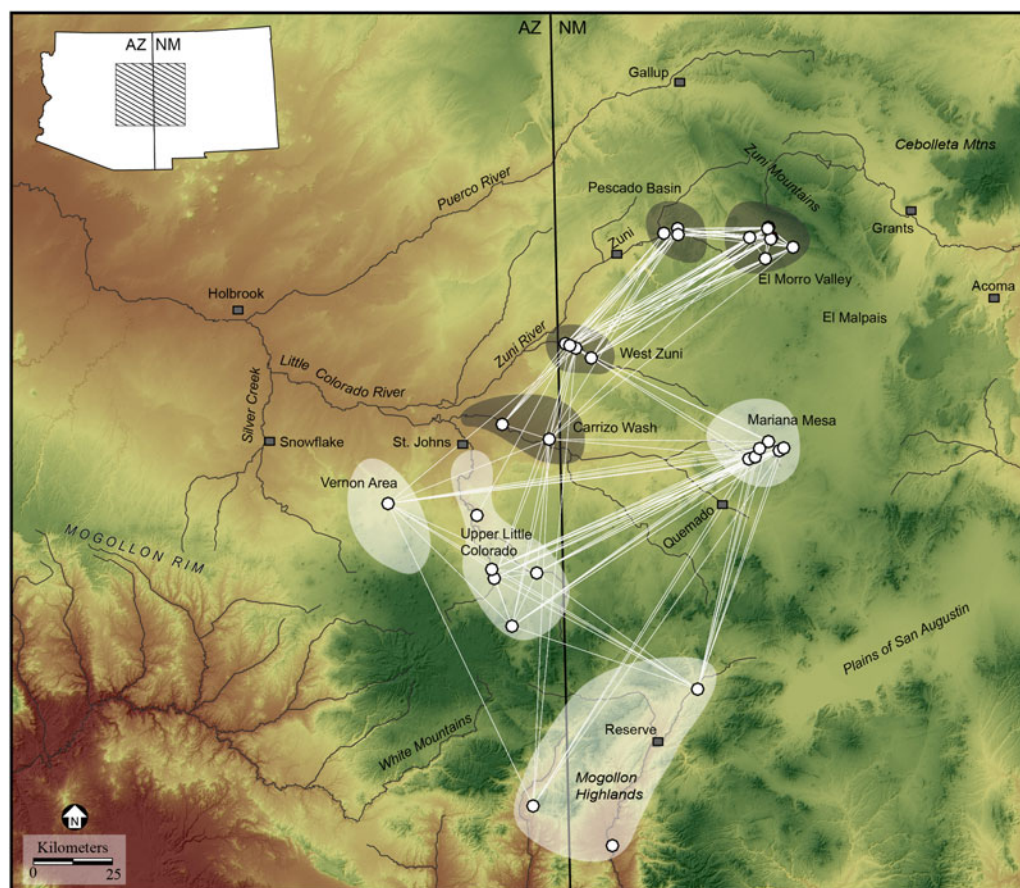 AZ NM
AZ NM
Gallup
Cebolleta Mtns
Zuni Mountains
Puerco River
Pescado Basin
Grants
Zuni
El Morro Valley
Acoma
Holbrook
El Malpais
Zuni River
West Zuni
Little Colorado River
Silver Creek
Mariana Mesa
Carrizo Wash
Snowflake
St. Johns
Vernon Area
Quemado
Upper Little
Colorado
MOGOLLON RIM
Plains of San Augustin
White Mountains
Reserve
Mogollon
Highlands
N
Kilometers
0 25